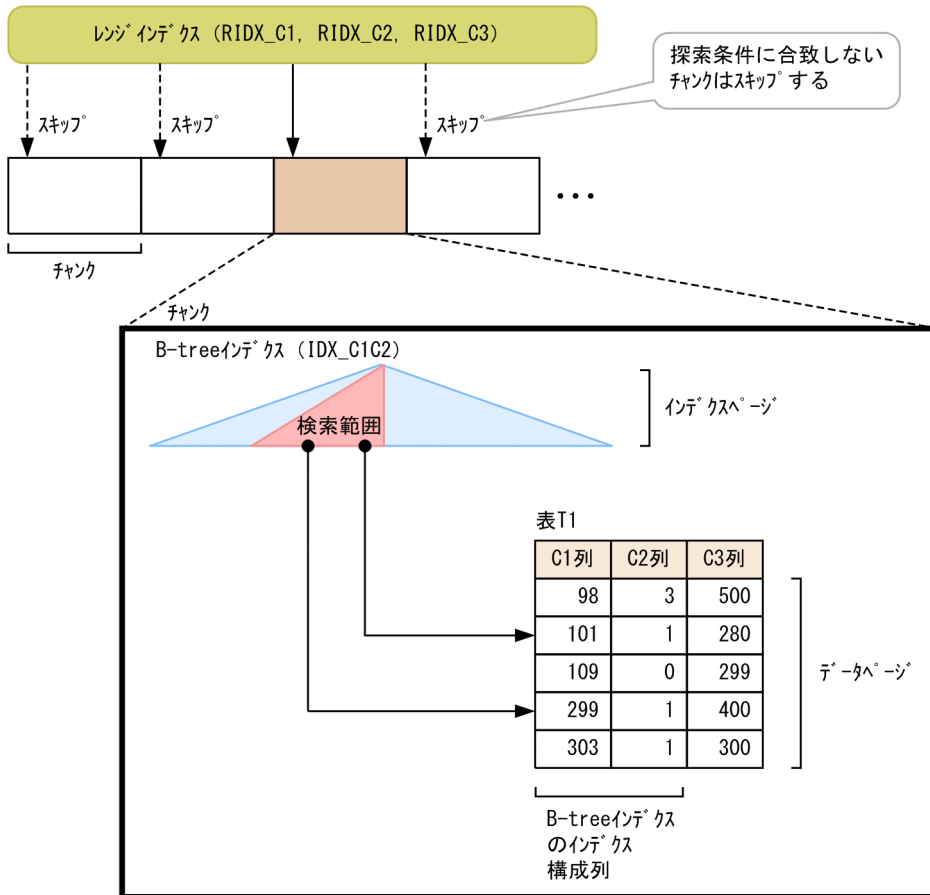 ﾚﾝｼﾞｲﾝﾃﾞｸｽ (RIDX_C1, RIDX_C2, RIDX_C3)
探索条件に合致しない
ﾁｬﾝｸはｽｷｯﾌﾟする
ｽｷｯﾌﾟ
ｽｷｯﾌﾟ
ｽｷｯﾌﾟ
・・・
ﾁｬﾝｸ
ﾁｬﾝｸ
B-treeｲﾝﾃﾞｸｽ (IDX_C1C2)
ｲﾝﾃﾞｸｽﾍﾟｰｼﾞ
検索範囲
表T1
C1列 C2列 C3列
98 3 500
101 1 280
109 0 299
299 1 400
303 1 300
ﾃﾞｰﾀﾍﾟｰｼﾞ
B-treeｲﾝﾃﾞｸｽ
のｲﾝﾃﾞｸｽ
構成列